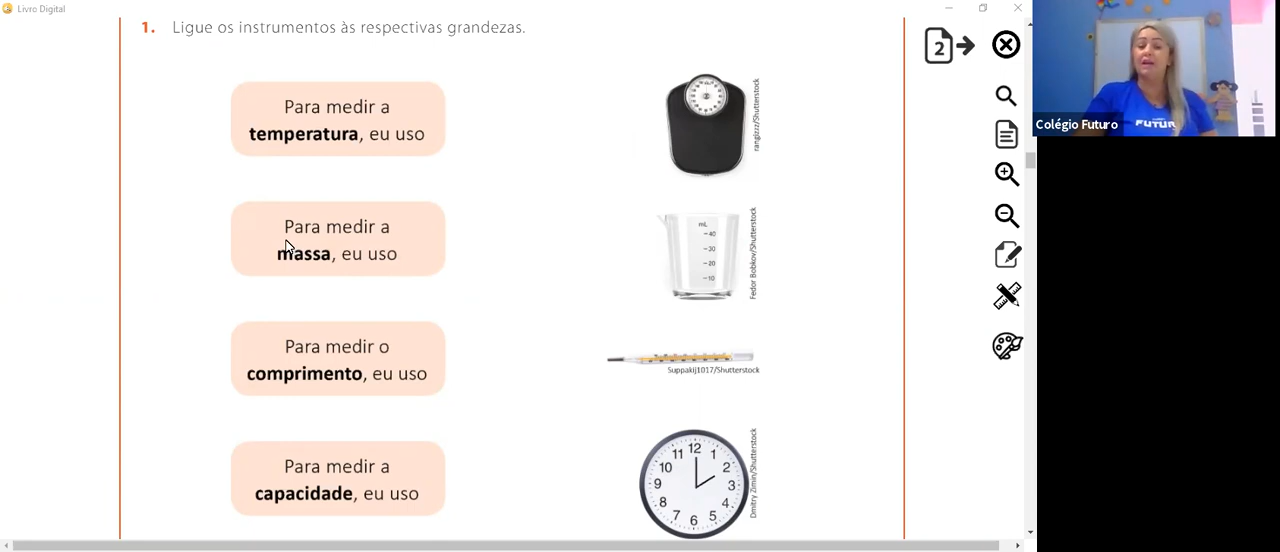 Livro Digital
1. Ligue os instrumentos às respectivas grandezas.
Para medir a
temperatura, eu uso
Para medir a
massa, eu uso
Para medir o
comprimento, eu uso
Para medir a
capacidade, eu uso
rangizzz/Shutterstock
mL
40
30
20
10
Fedor Bobkov/Shutterstock
Suppakij1017/Shutterstock
12
11 1
10 2
9 3
8 4
7 5
6
Dmitry Zimin/Shutterstock
2
FUTUR
Colégio Futuro